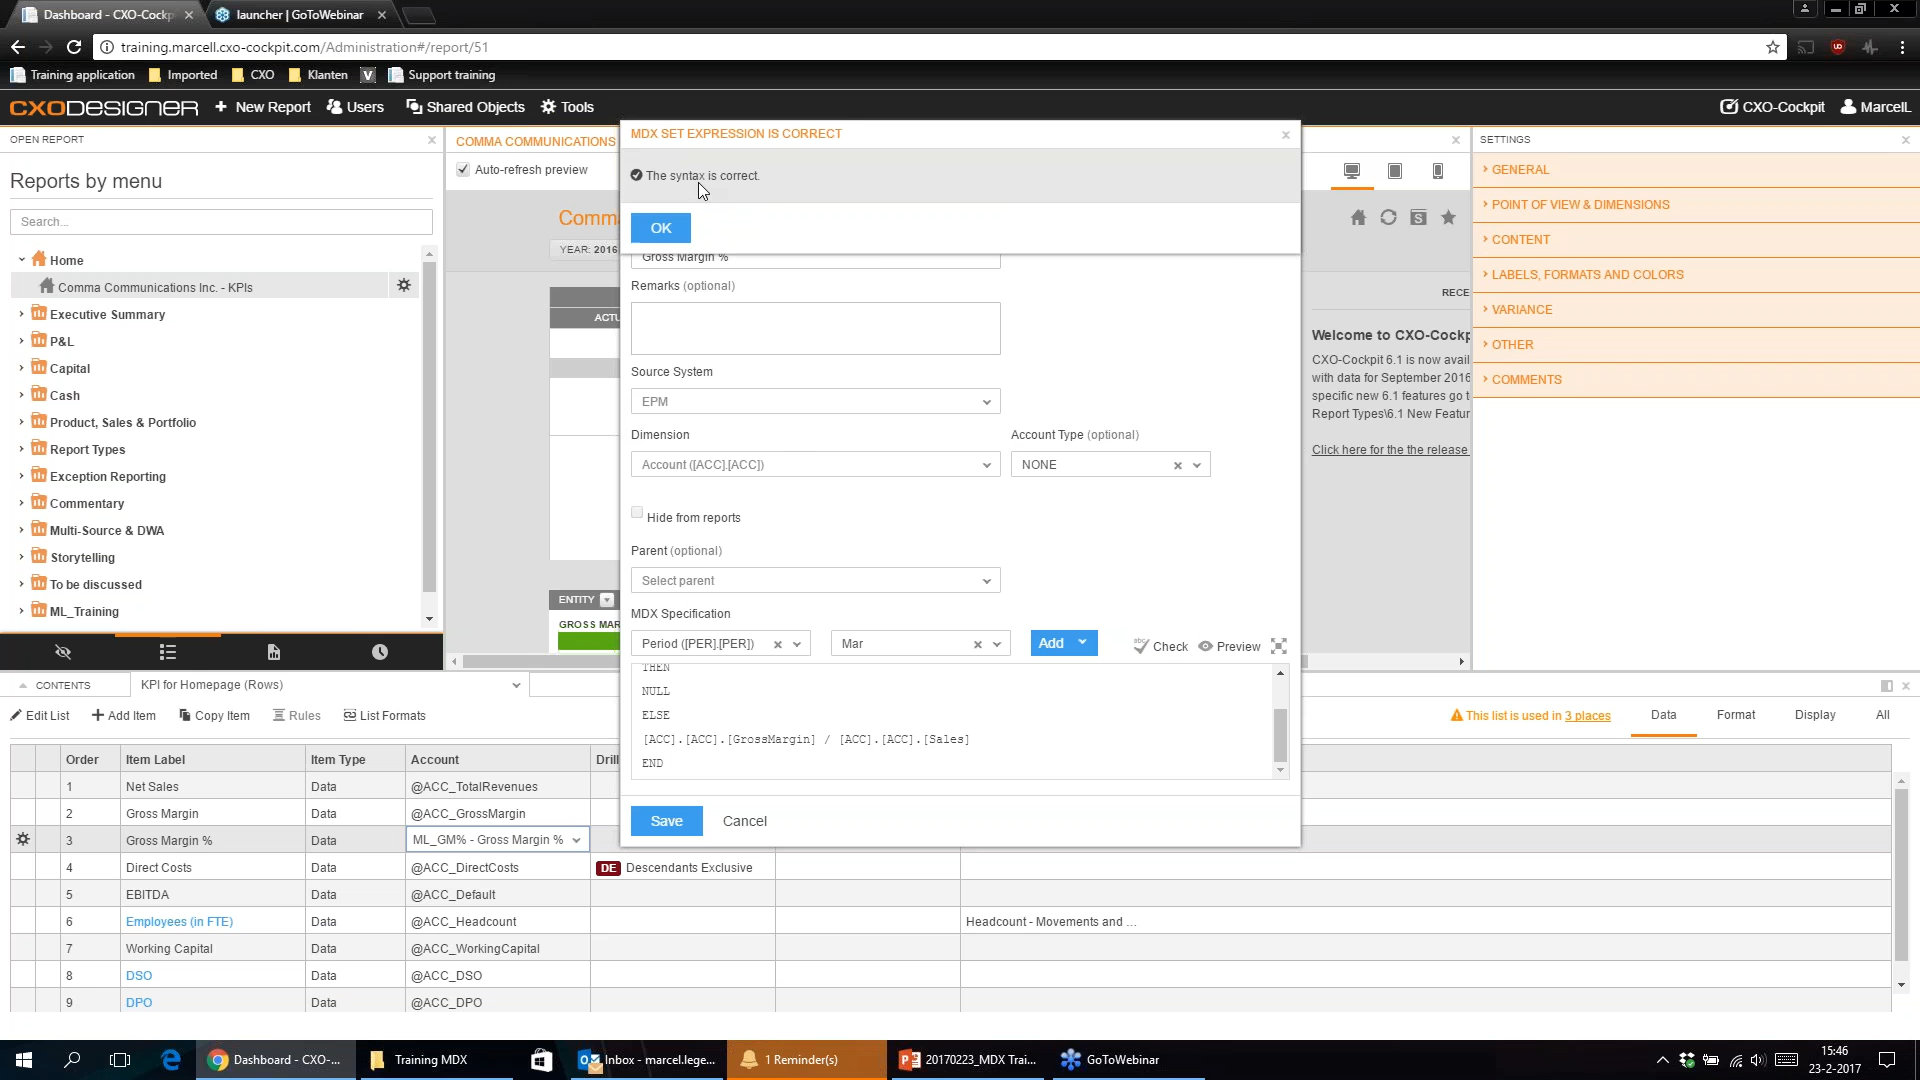 Dashboard - CXO-Cockp
launcher | GoToWebinar
training.marcell.cxo-cockpit.com/Administration#/report/51
Training application
Imported
CXO
Klanten
V
Support training
CXODESIGNER
New Report
Users
Shared Objects
Tools
CXO-Cockpit
MarcelL
OPEN REPORT
Reports by menu
Search...
Home
Comma Communications Inc. - KPIs
Executive Summary
P&L
Capital
Cash
Product, Sales & Portfolio
Report Types
Exception Reporting
Commentary
Multi-Source & DWA
Storytelling
To be discussed
ML_Training
COMMA COMMUNICATIONS
Auto-refresh preview
Comma
YEAR: 2016
ACTU
ENTITY
GROSS MAR
MDX SET EXPRESSION IS CORRECT
The syntax is correct.
OK
Gross Margin %
Remarks (optional)
Source System
EPM
Dimension
Account Type (optional)
Account ([ACC].[ACC])
NONE
Hide from reports
Parent (optional)
Select parent
MDX Specification
Period ([PER].[PER])
Mar
Add
Check
Preview
THEN
NULL
ELSE
[ACC].[ACC].[GrossMargin] / [ACC].[ACC].[Sales]
END
Save
Cancel
S
RECE
Welcome to CXO-Cockp
CXO-Cockpit 6.1 is now avail
with data for September 2016
specific new 6.1 features go t
Report Types\6.1 New Featur
Click here for the the release
SETTINGS
GENERAL
POINT OF VIEW & DIMENSIONS
CONTENT
LABELS, FORMATS AND COLORS
VARIANCE
OTHER
COMMENTS
CONTENTS
KPI for Homepage (Rows)
Edit List
Add Item
Copy Item
Rules
List Formats
This list is used in 3 places
Data
Format
Display
All
Order
Item Label
Item Type
Account
Drill
1 Net Sales Data @ACC_TotalRevenues
2 Gross Margin Data @ACC_GrossMargin
3 Gross Margin % Data ML_GM% - Gross Margin %
4 Direct Costs Data @ACC_DirectCosts DE Descendants Exclusive
5 EBITDA Data @ACC_Default
6 Employees (in FTE) Data @ACC_Headcount Headcount - Movements and ...
7 Working Capital Data @ACC_WorkingCapital
8 DSO Data @ACC_DSO
9 DPO Data @ACC_DPO
Dashboard - CXO-...
Training MDX
Inbox - marcel.lege...
1 Reminder(s)
20170223_MDX Trai...
GoToWebinar
15:46
23-2-2017